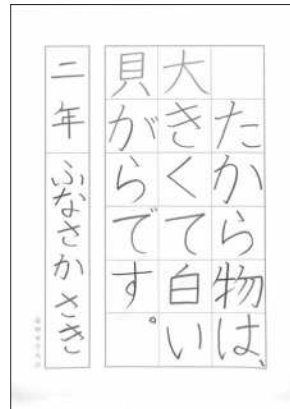 たから物は、
大きくて白い
貝がらです。
二年 ふなさかさき